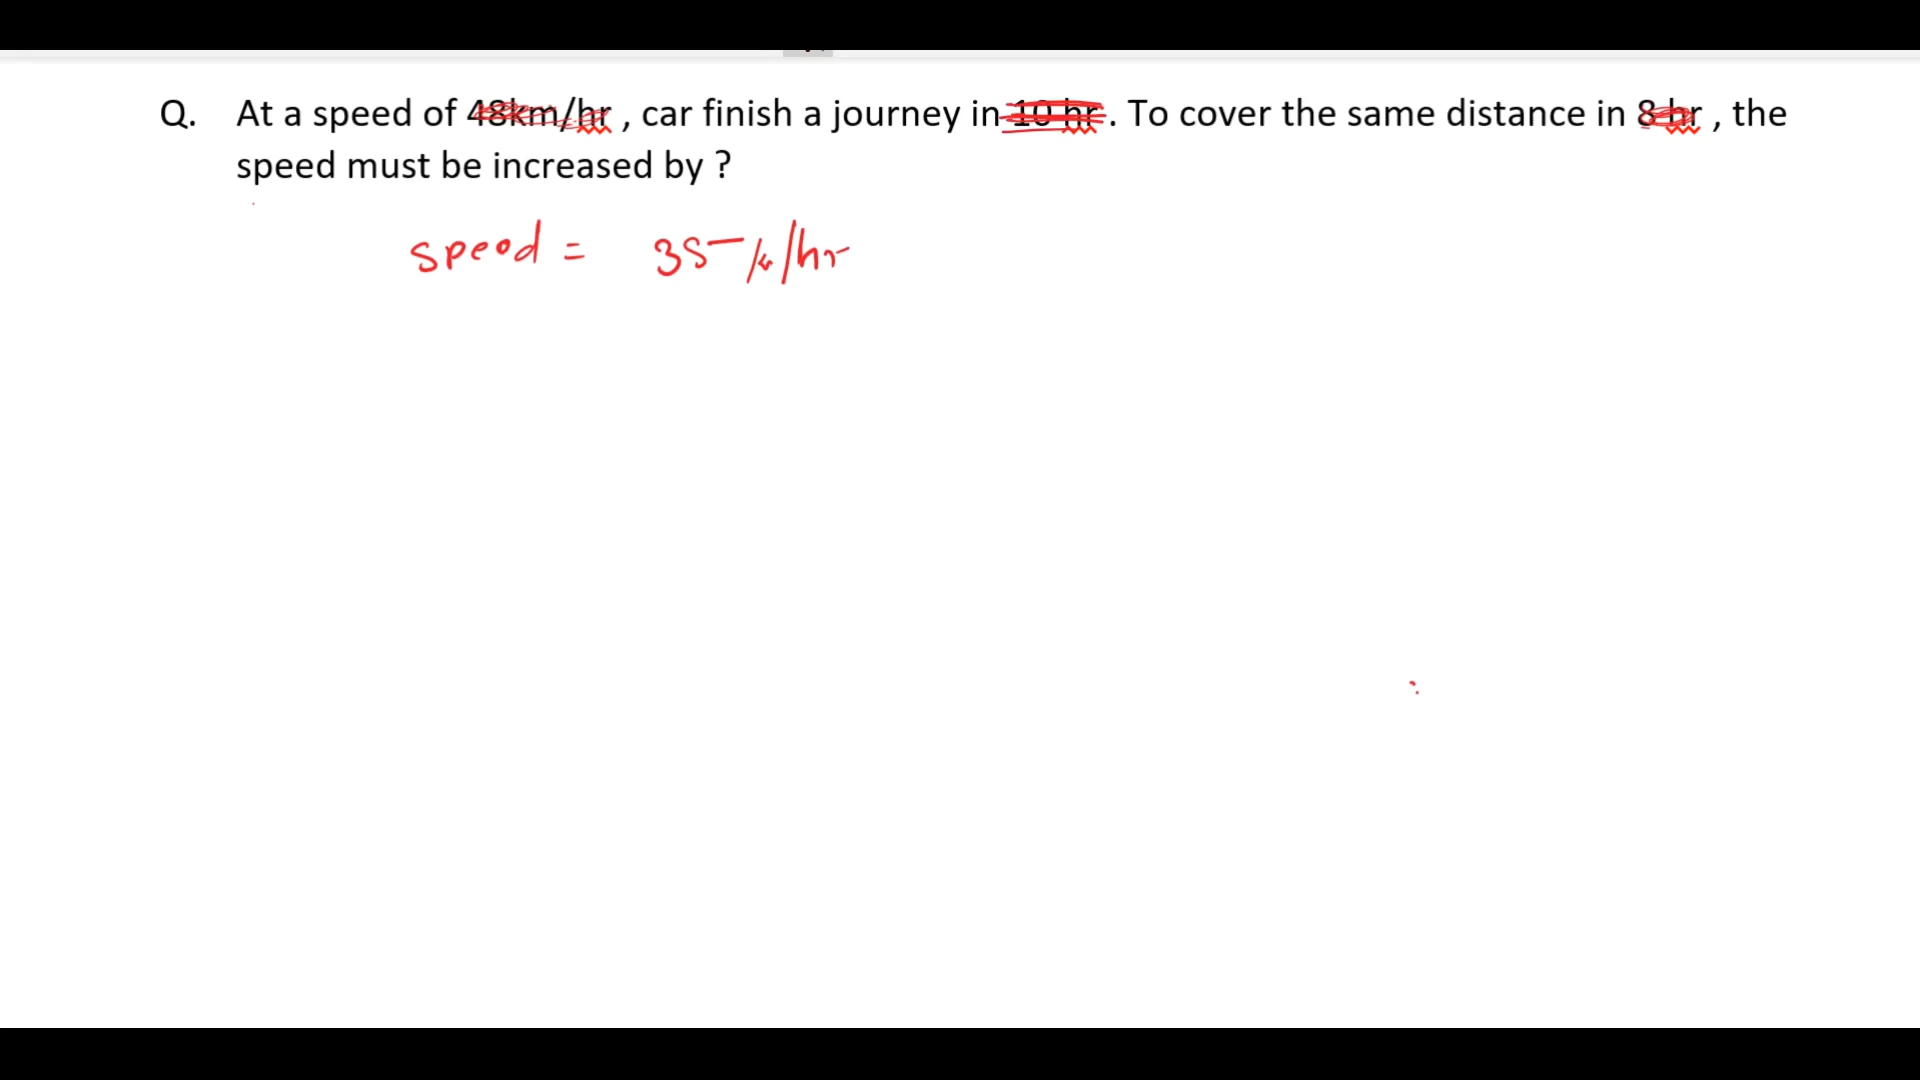 Q. At a speed of 48km/hr , car finish a journey in 10 hr . To cover the same distance in 8 hr , the
speed must be increased by ?
speed = 35 k/hr